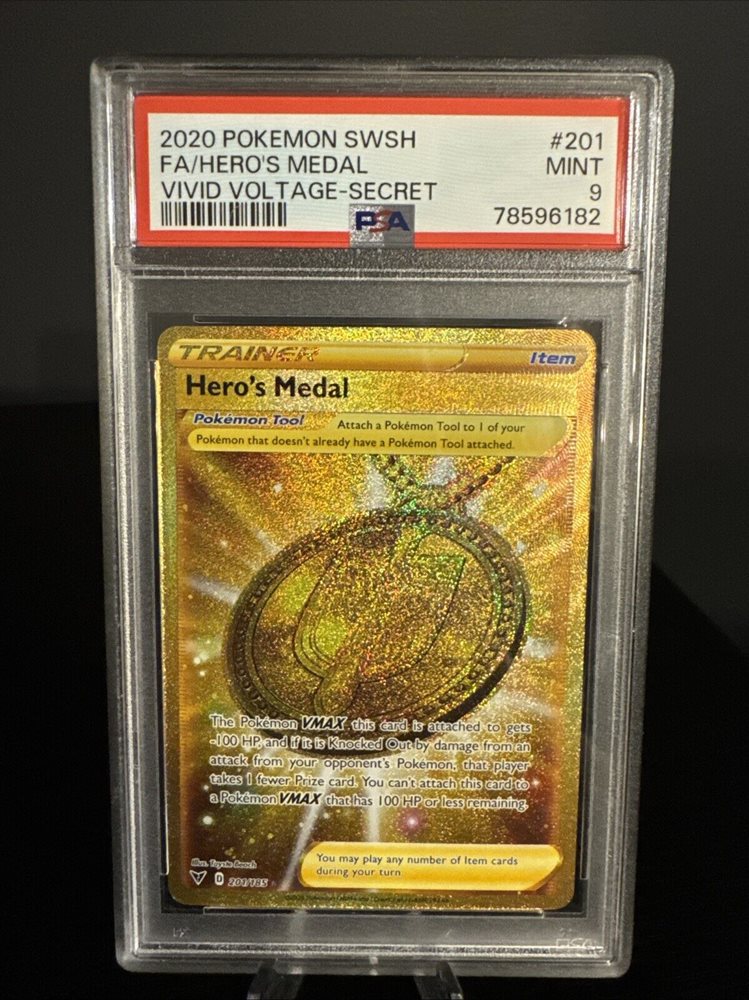 2020 POKEMON SWSH #201
FA/HERO'S MEDAL MINT
VIVID VOLTAGE-SECRET 9
PSA 78596182
TRAINER Item
Hero's Medal
Pokémon Tool Attach a Pokémon Tool to 1 of your
Pokémon that doesn't already have a Pokémon Tool attached.
The Pokémon VMAX this card is attached to gets
-100 HP, and if it is Knocked Out by damage from an
attack from your opponent's Pokémon, that player
takes 1 fewer Prize card. You can't attach this card to
a Pokémon VMAX that has 100 HP or less remaining.
Illus. Toyste Beach
D 201/185
You may play any number of Item cards
during your turn.